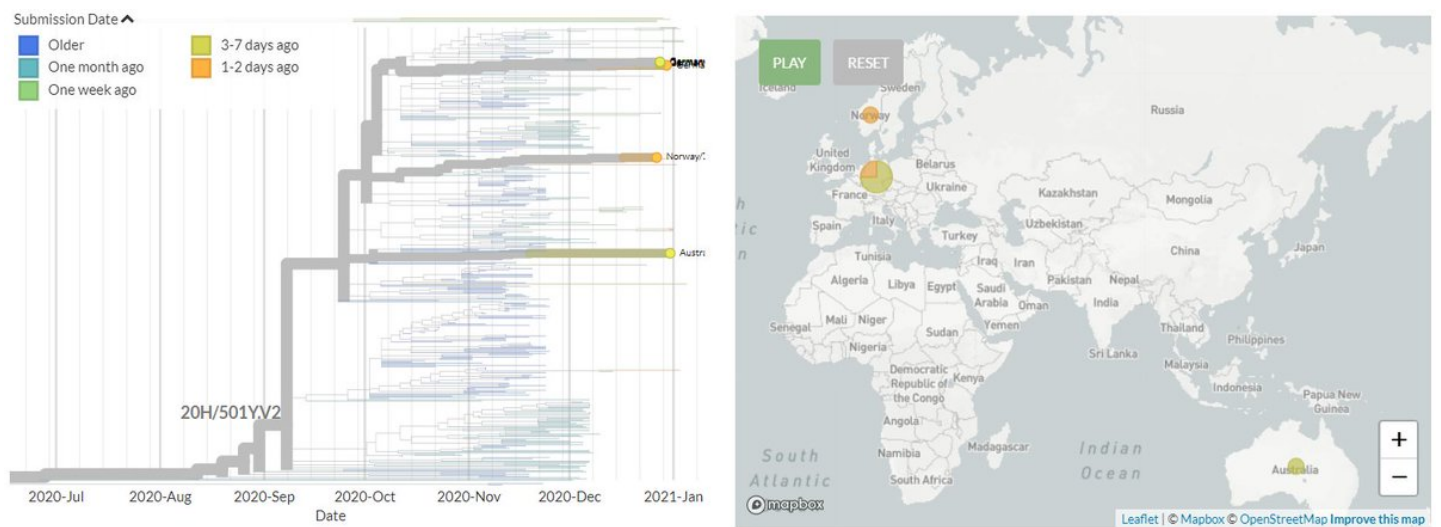 Submission Date
Older
3-7 days ago
One month ago
1-2 days ago
One week ago
Norway/
Austr
20H/501Y.V2
2020-Jul
2020-Aug
2020-Sep
2020-Oct
2020-Nov
2020-Dec
2021-Jan
Date
PLAY
RESET
Iceland
Sweden
Norway
Russia
United
Kingdom
Belarus
Ukraine
France
Kazakhstan
Mongolia
Italy
Spain
Uzbekistan
Turkey
China
Japan
Tunisia
Iraq
Iran
Algeria
Libya
Egypt
Saudi
Arabia
Pakistan
Nepal
India
Oman
Yemen
Senegal
Mali
Niger
Sudan
Thailand
Philippines
Nigeria
Sri Lanka
Malaysia
Democratic
Republic of
the Congo
Kenya
Indonesia
Papua New
Guinea
Angola
Namibia
Madagascar
South Africa
South
Atlantic
Indian
Ocean
Australia
+
−
mapbox
Leaflet | © Mapbox © OpenStreetMap Improve this map